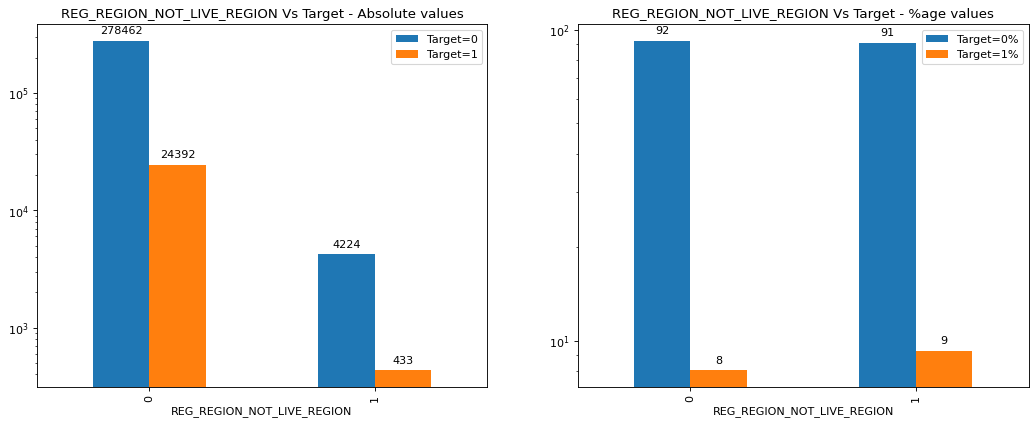 REG_REGION_NOT_LIVE_REGION Vs Target - Absolute values
278462
24392
4224
433
Target=0
Target=1
10^5
10^4
10^3
0
1
REG_REGION_NOT_LIVE_REGION
REG_REGION_NOT_LIVE_REGION Vs Target - %age values
92
8
91
9
Target=0%
Target=1%
10^2
10^1
0
1
REG_REGION_NOT_LIVE_REGION